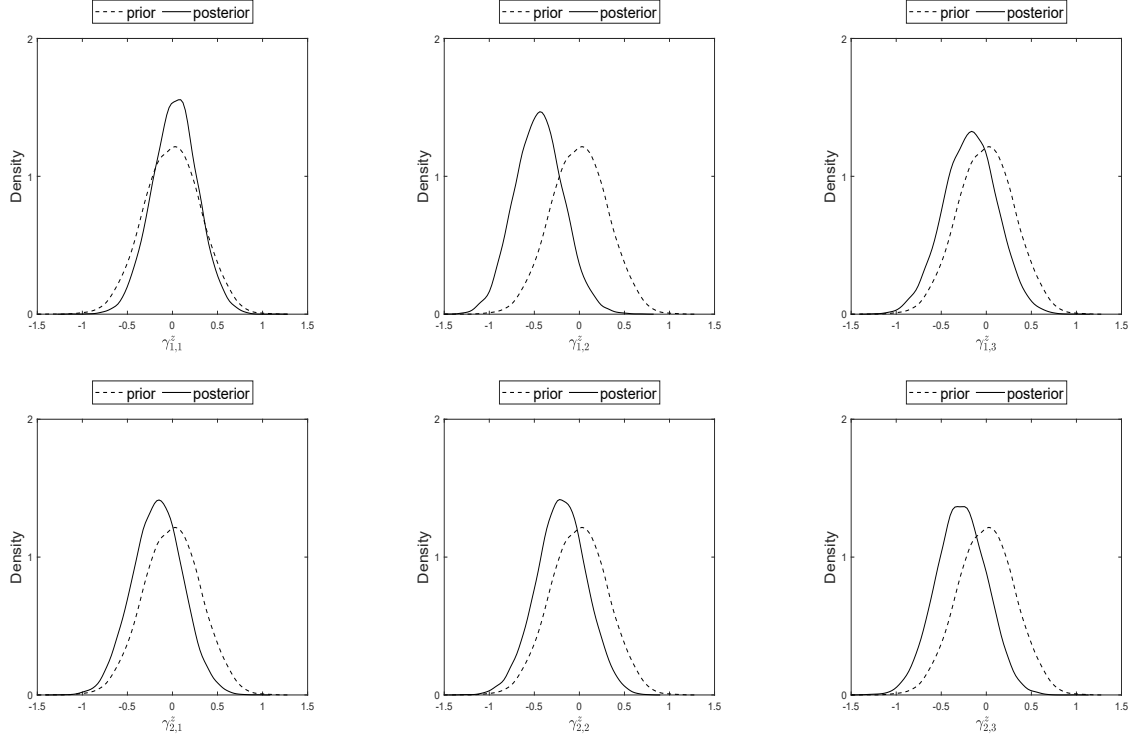 prior posterior
prior posterior
prior posterior
Density
2
1
0
-1.5 -1 -0.5 0 0.5 1 1.5
γ^z_{1,1}
Density
2
1
0
-1.5 -1 -0.5 0 0.5 1 1.5
γ^z_{1,2}
Density
2
1
0
-1.5 -1 -0.5 0 0.5 1 1.5
γ^z_{1,3}
prior posterior
prior posterior
prior posterior
Density
2
1
0
-1.5 -1 -0.5 0 0.5 1 1.5
γ^z_{2,1}
Density
2
1
0
-1.5 -1 -0.5 0 0.5 1 1.5
γ^z_{2,2}
Density
2
1
0
-1.5 -1 -0.5 0 0.5 1 1.5
γ^z_{2,3}